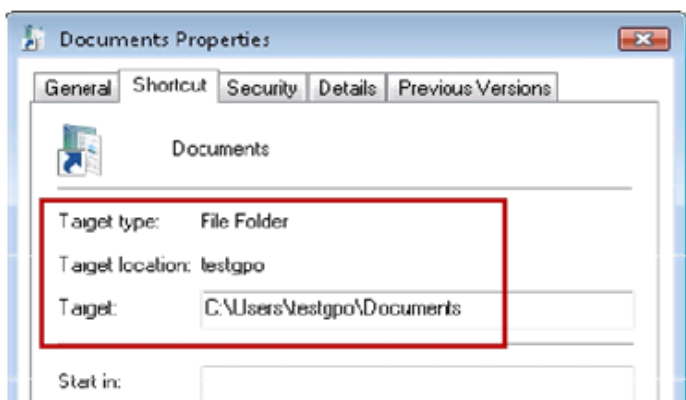 Documents Properties
General Shortcut Security Details Previous Versions
Documents
Target type: File Folder
Target location: testgpo
Target: C:\Users\testgpo\Documents
Start in: